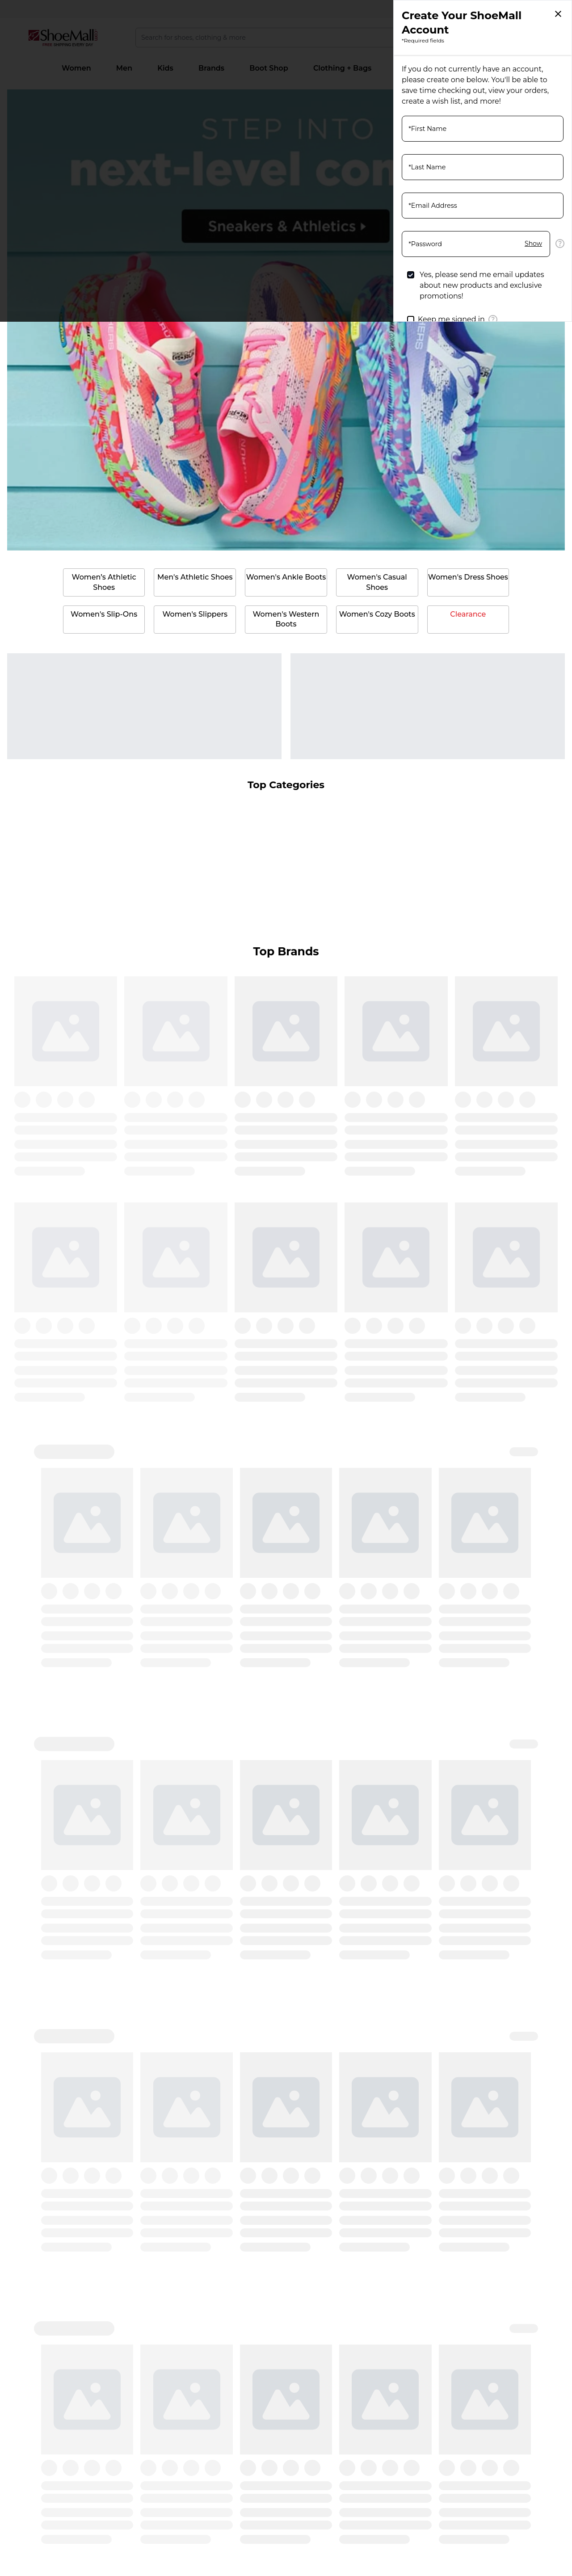 ShoeMall
FREE SHIPPING EVERY DAY
Search for shoes, clothing & more
Women
Men
Kids
Brands
Boot Shop
Clothing + Bags
STEP INTO
next-level com
Sneakers & Athletics
Create Your ShoeMall
Account
*Required fields
If you do not currently have an account,
please create one below. You'll be able to
save time checking out, view your orders,
create a wish list, and more!
*First Name
*Last Name
*Email Address
*Password
Show
?
Yes, please send me email updates
about new products and exclusive
promotions!
Keep me signed in
?
Women's Athletic
Shoes
Men's Athletic Shoes
Women's Ankle Boots
Women's Casual
Shoes
Women's Dress Shoes
Women's Slip-Ons
Women's Slippers
Women's Western
Boots
Women's Cozy Boots
Clearance
Top Categories
Top Brands